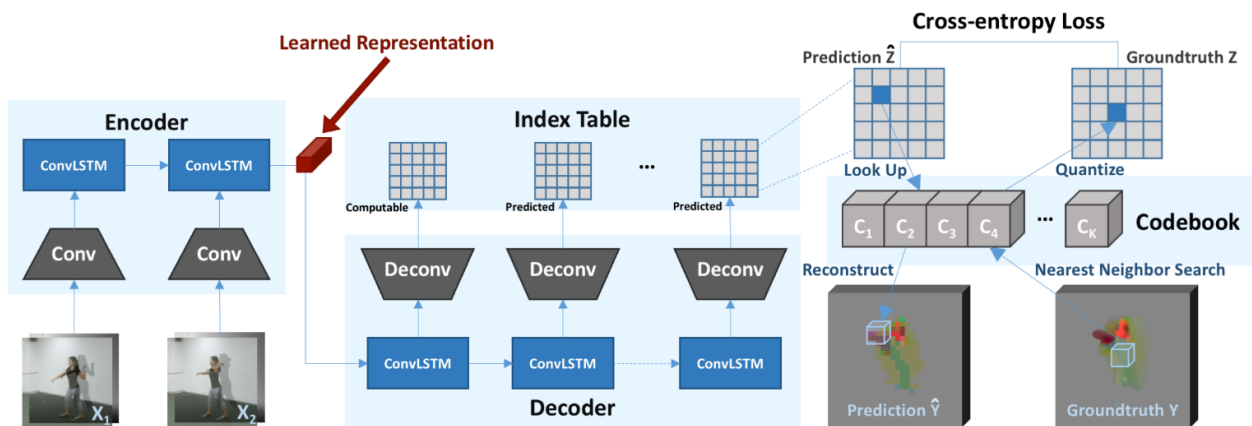 Cross-entropy Loss
Learned Representation
Prediction Ẑ
Groundtruth Z
Encoder
Index Table
ConvLSTM
ConvLSTM
...
Look Up
Quantize
Computable
Predicted
Predicted
C1
C2
C3
C4
...
CK
Codebook
Conv
Conv
Deconv
Deconv
Deconv
Reconstruct
Nearest Neighbor Search
ConvLSTM
ConvLSTM
ConvLSTM
X1
X2
Decoder
Prediction Ŷ
Groundtruth Y